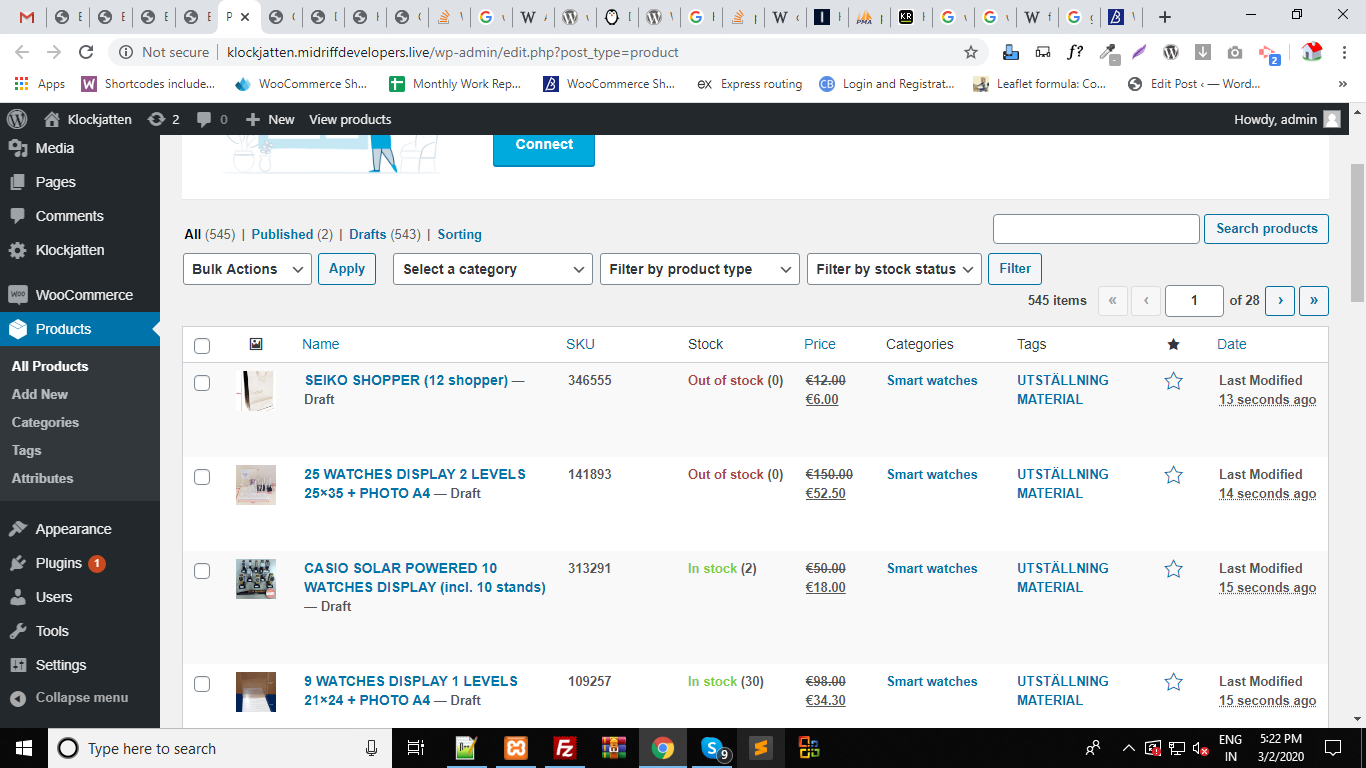 Not secure | klockjatten.midriffdevelopers.live/wp-admin/edit.php?post_type=product
Apps
Shortcodes include...
WooCommerce Sh...
Monthly Work Rep...
WooCommerce Sh...
Express routing
Login and Registrat...
Leaflet formula: Co...
Edit Post ‹ — Word...
»
Klockjatten
2
0
New
View products
Howdy, admin
Media
Pages
Comments
Klockjatten
WooCommerce
Products
All Products
Add New
Categories
Tags
Attributes
Appearance
Plugins 1
Users
Tools
Settings
Collapse menu
Connect
All (545) | Published (2) | Drafts (543) | Sorting
Search products
Bulk Actions
Apply
Select a category
Filter by product type
Filter by stock status
Filter
545 items « ‹ 1 of 28 › »
Name SKU Stock Price Categories Tags Date
SEIKO SHOPPER (12 shopper) — 346555 Out of stock (0) €12.00 Smart watches UTSTÄLLNING Last Modified
Draft €6.00 MATERIAL 13 seconds ago
25 WATCHES DISPLAY 2 LEVELS 141893 Out of stock (0) €150.00 Smart watches UTSTÄLLNING Last Modified
25×35 + PHOTO A4 — Draft €52.50 MATERIAL 14 seconds ago
CASIO SOLAR POWERED 10 313291 In stock (2) €50.00 Smart watches UTSTÄLLNING Last Modified
WATCHES DISPLAY (incl. 10 stands) €18.00 MATERIAL 15 seconds ago
— Draft
9 WATCHES DISPLAY 1 LEVELS 109257 In stock (30) €98.00 Smart watches UTSTÄLLNING Last Modified
21×24 + PHOTO A4 — Draft €34.30 MATERIAL 15 seconds ago
Type here to search
9
ENG
IN
5:22 PM
3/2/2020